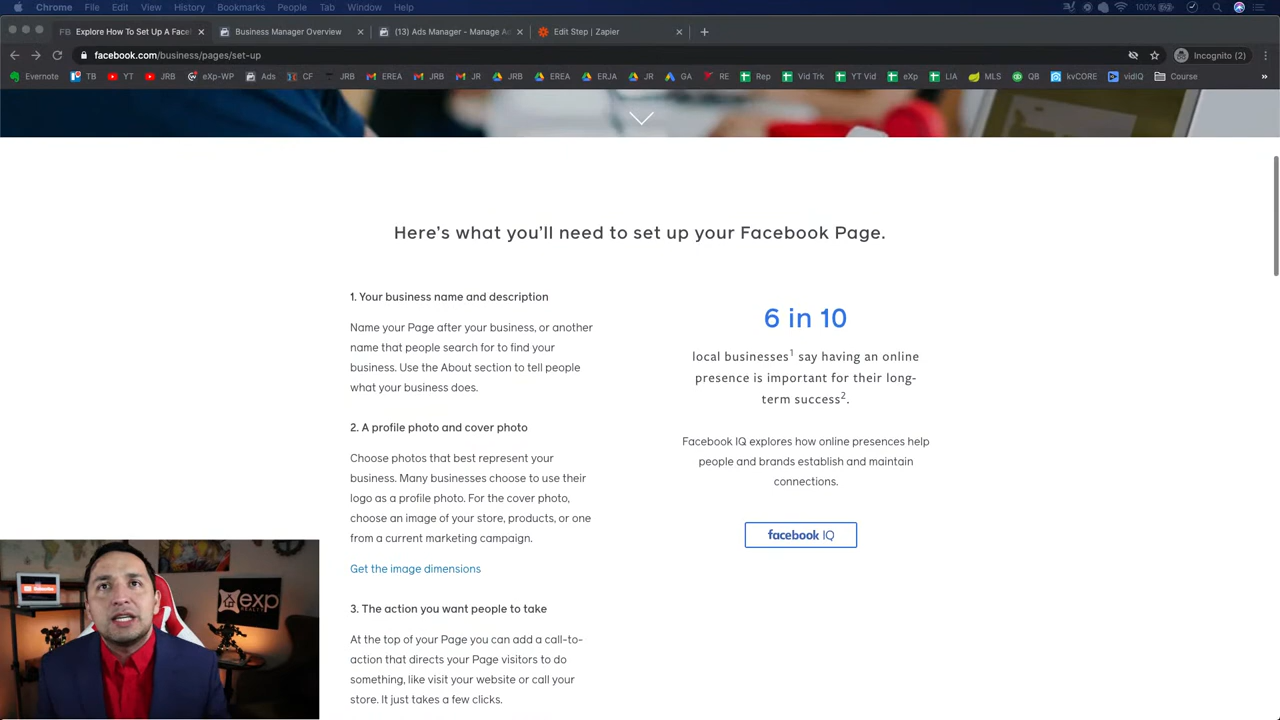 Chrome File Edit View History Bookmarks People Tab Window Help 100%
Explore How To Set Up A Face Business Manager Overview (13) Ads Manager - Manage Ad Edit Step | Zapier
facebook.com/business/pages/set-up Incognito (2)
Evernote TB YT JRB eXp-WP Ads CF JRB EREA JRB JR JRB EREA ERJA JR GA RE Rep Vid Trk YT Vid eXp LIA MLS QB kvCORE vidIQ Course
Here's what you'll need to set up your Facebook Page.
1. Your business name and description
Name your Page after your business, or another
name that people search for to find your
business. Use the About section to tell people
what your business does.
2. A profile photo and cover photo
Choose photos that best represent your
business. Many businesses choose to use their
logo as a profile photo. For the cover photo,
choose an image of your store, products, or one
from a current marketing campaign.
Get the image dimensions
3. The action you want people to take
At the top of your Page you can add a call-to-
action that directs your Page visitors to do
something, like visit your website or call your
store. It just takes a few clicks.
6 in 10
local businesses1 say having an online
presence is important for their long-
term success2.
Facebook IQ explores how online presences help
people and brands establish and maintain
connections.
facebook IQ
Subscribe
exp
REALTY